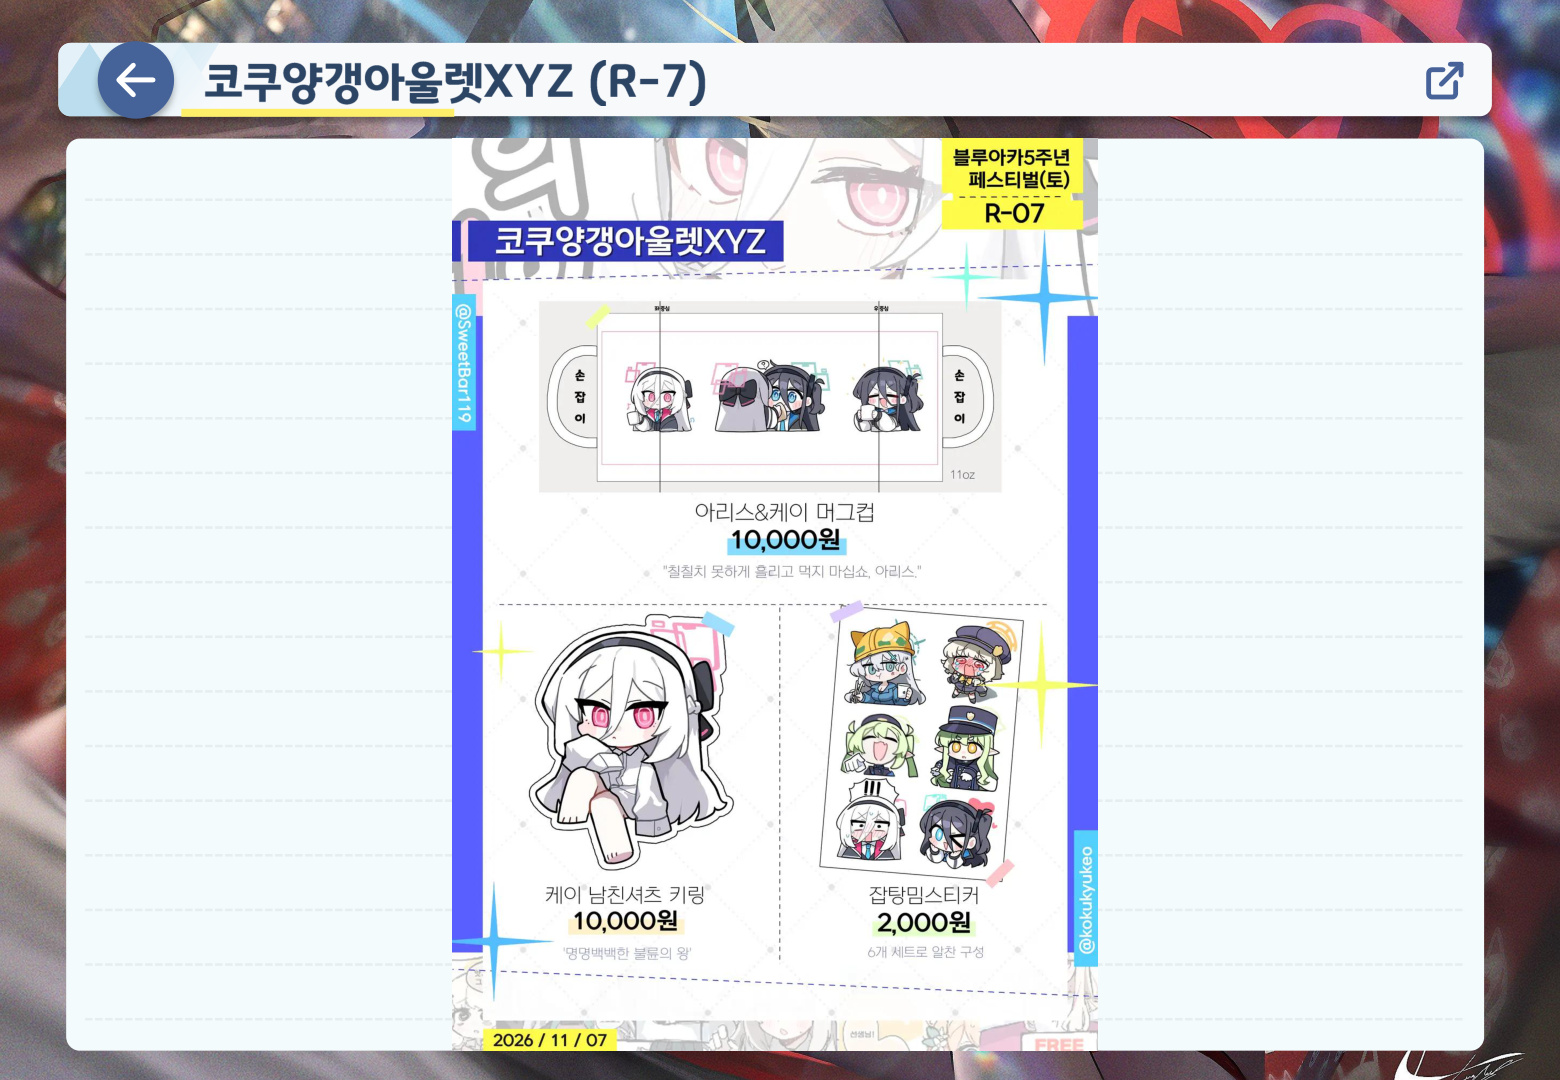 코쿠양갱아울렛XYZ (R-7)
블루아카5주년
페스티벌(토)
R-07
코쿠양갱아울렛XYZ
@SweetBar119
손잡이
손잡이
11oz
아리스&케이 머그컵
10,000원
"칠칠치 못하게 흘리고 먹지 마십쇼, 아리스."
!!!
케이 남친셔츠 키링
10,000원
'명명백백한 불륜의 왕'
잡탕밈스티커
2,000원
6개 세트로 알찬 구성
@kokukyukeo
선생님!
2026 / 11 / 07
FREE